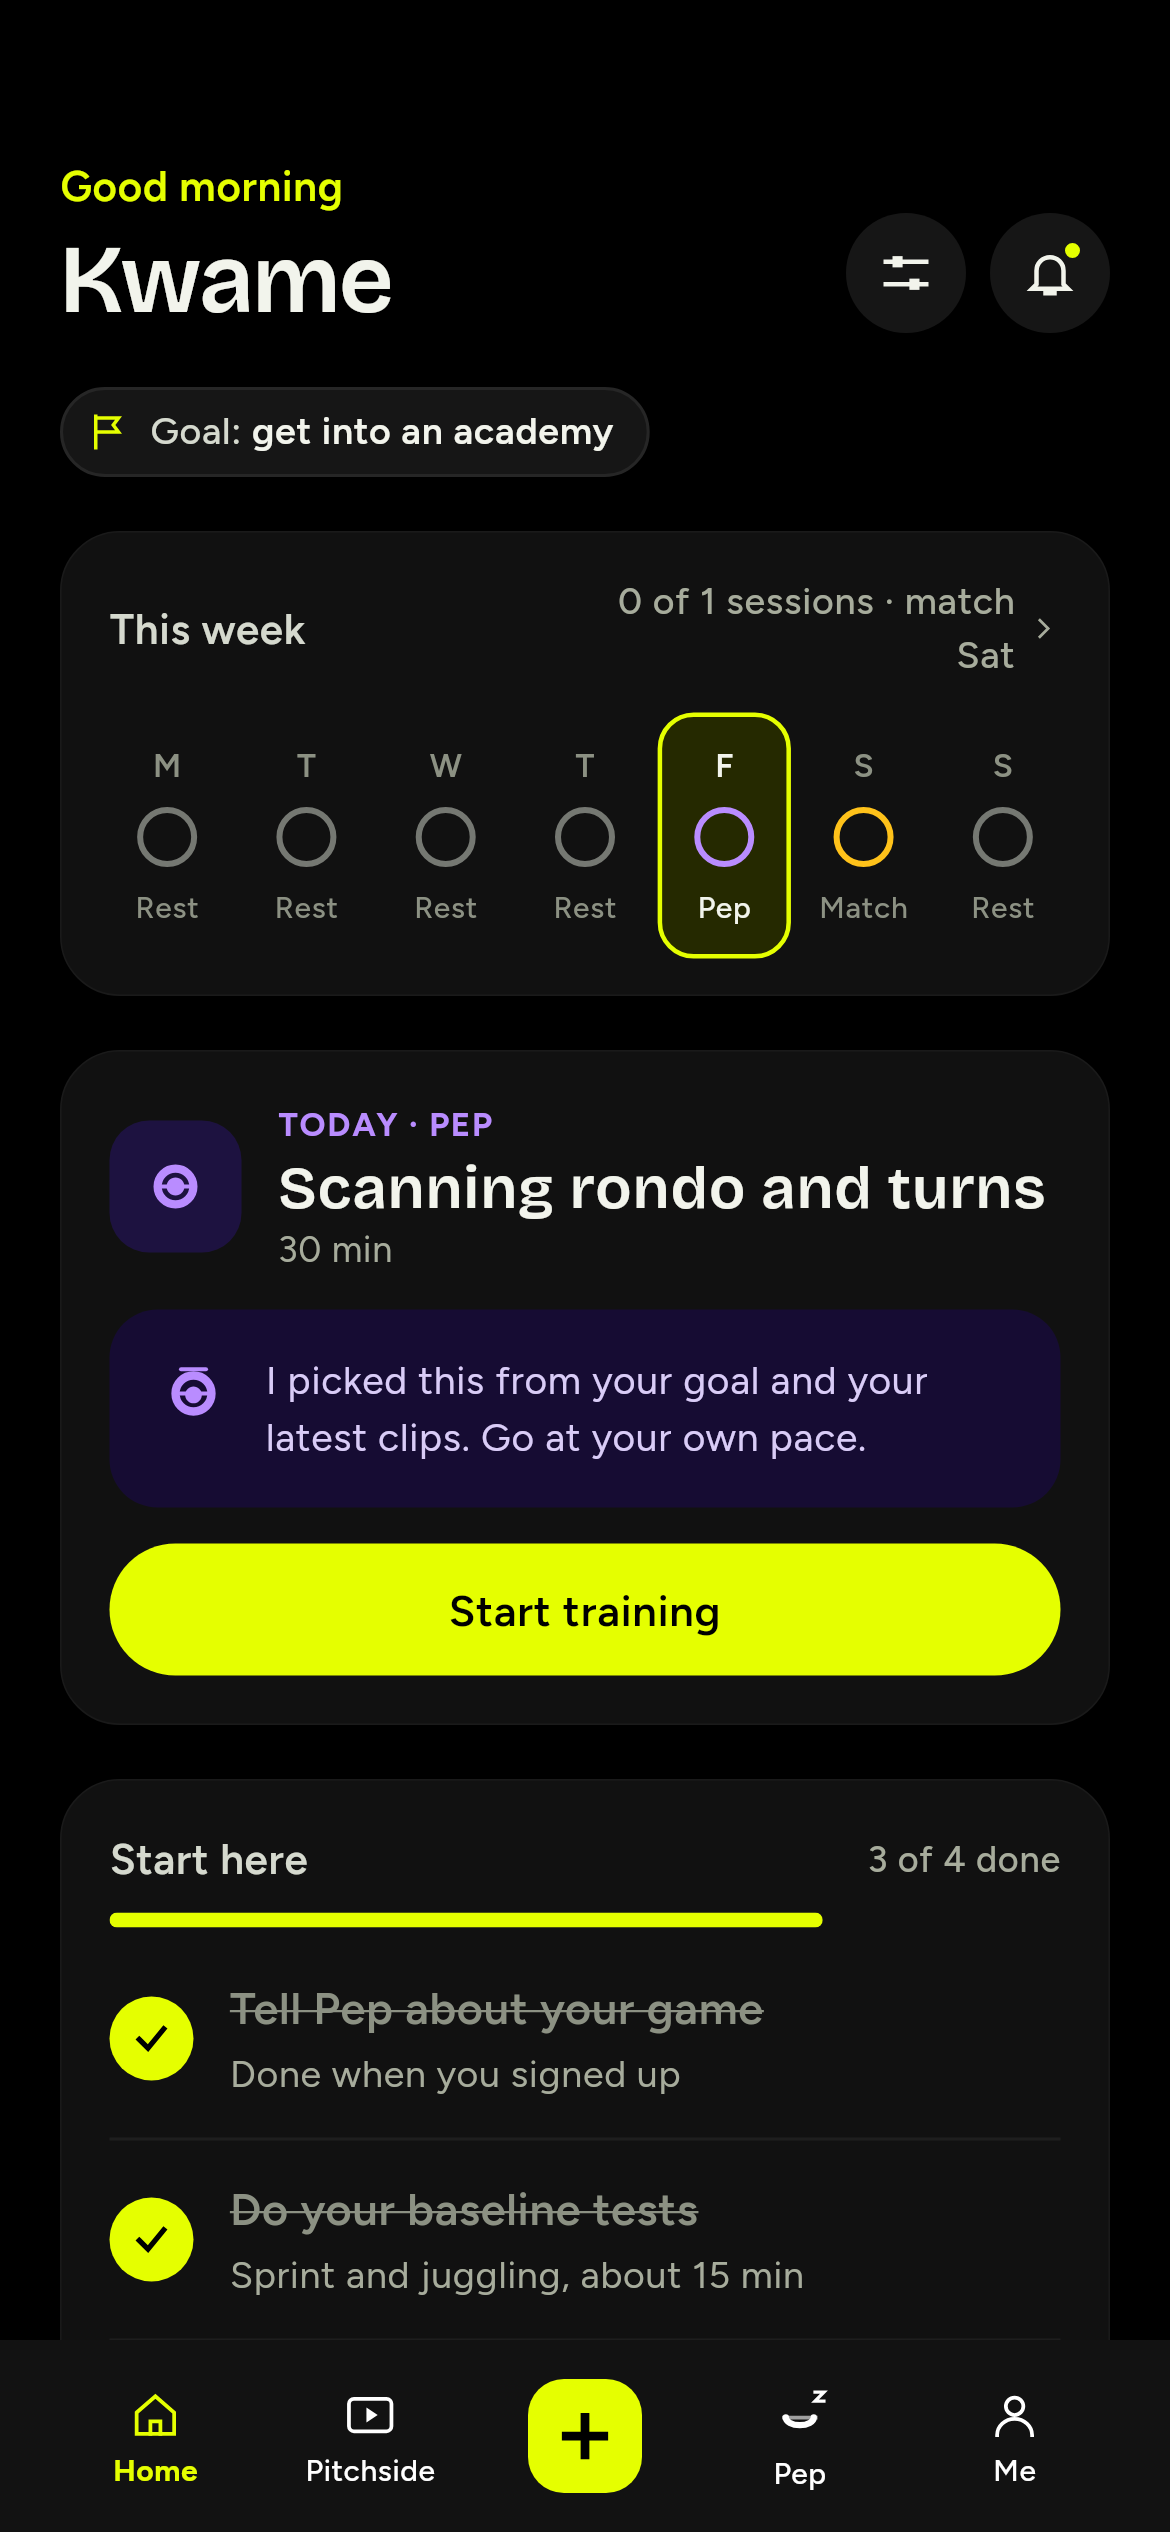 Good morning
Kwame
Goal: get into an academy
This week
0 of 1 sessions · match
Sat
M T W T F S S
Rest Rest Rest Rest Pep Match Rest
TODAY · PEP
Scanning rondo and turns
30 min
I picked this from your goal and your
latest clips. Go at your own pace.
Start training
Start here
3 of 4 done
Tell Pep about your game
Done when you signed up
Do your baseline tests
Sprint and juggling, about 15 min
Home Pitchside Pep Me